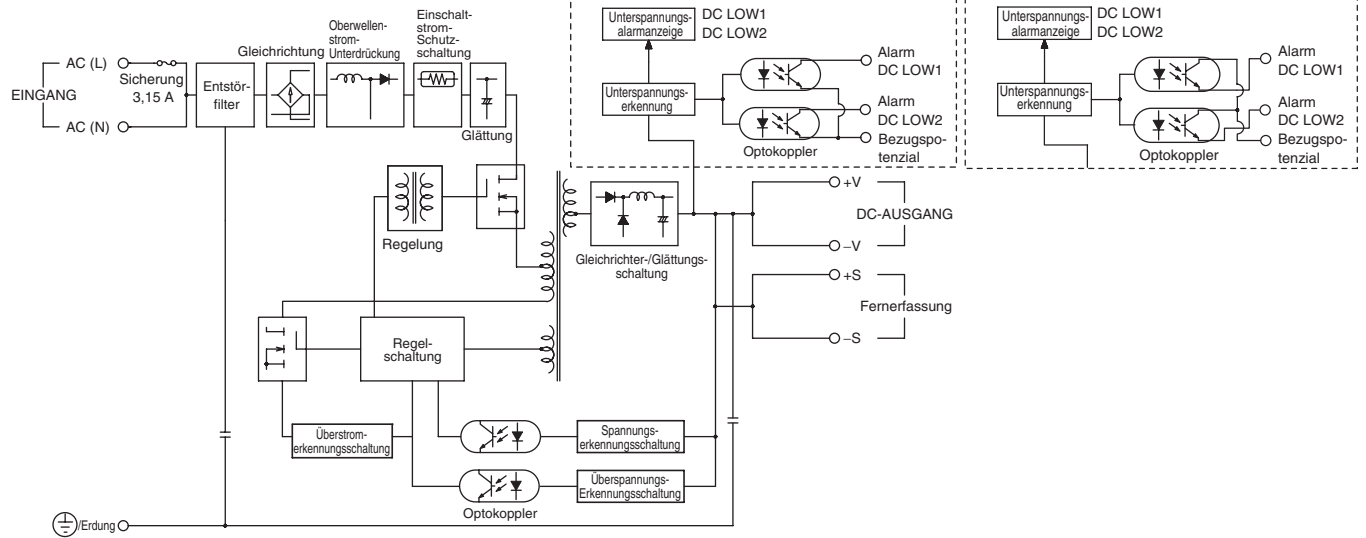 EINGANG
AC (L)
AC (N)
Sicherung
3,15 A
Entstör-
filter
Gleichrichtung
Oberwellen-
strom-
Unterdrückung
Einschalt-
strom-
Schutz-
schaltung
Glättung
Unterspannungs-
alarmanzeige
DC LOW1
DC LOW2
Unterspannungs-
erkennung
Optokoppler
Alarm
DC LOW1
Alarm
DC LOW2
Bezugspo-
tenzial
Unterspannungs-
alarmanzeige
DC LOW1
DC LOW2
Unterspannungs-
erkennung
Optokoppler
Alarm
DC LOW1
Alarm
DC LOW2
Bezugspo-
tenzial
Regelung
Gleichrichter-/Glättungs-
schaltung
+V
DC-AUSGANG
–V
+S
Fernerfassung
–S
Regel-
schaltung
Überstrom-
erkennungsschaltung
Spannungs-
erkennungsschaltung
Überspannungs-
Erkennungsschaltung
Optokoppler
/Erdung